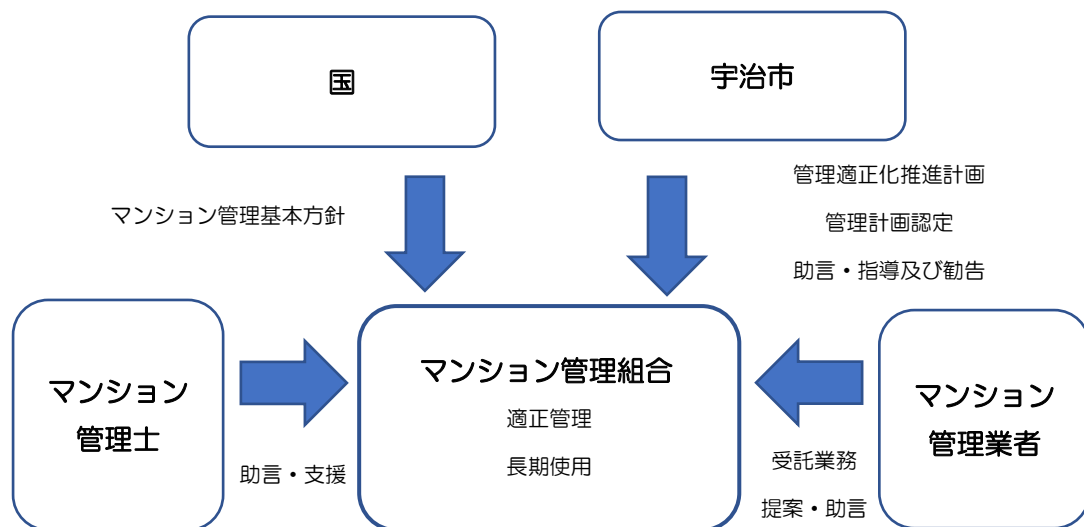 国
宇治市
マンション管理基本方針
管理適正化推進計画
管理計画認定
助言・指導及び勧告
マンション
管理士
助言・支援
マンション管理組合
適正管理
長期使用
受託業務
提案・助言
マンション
管理業者